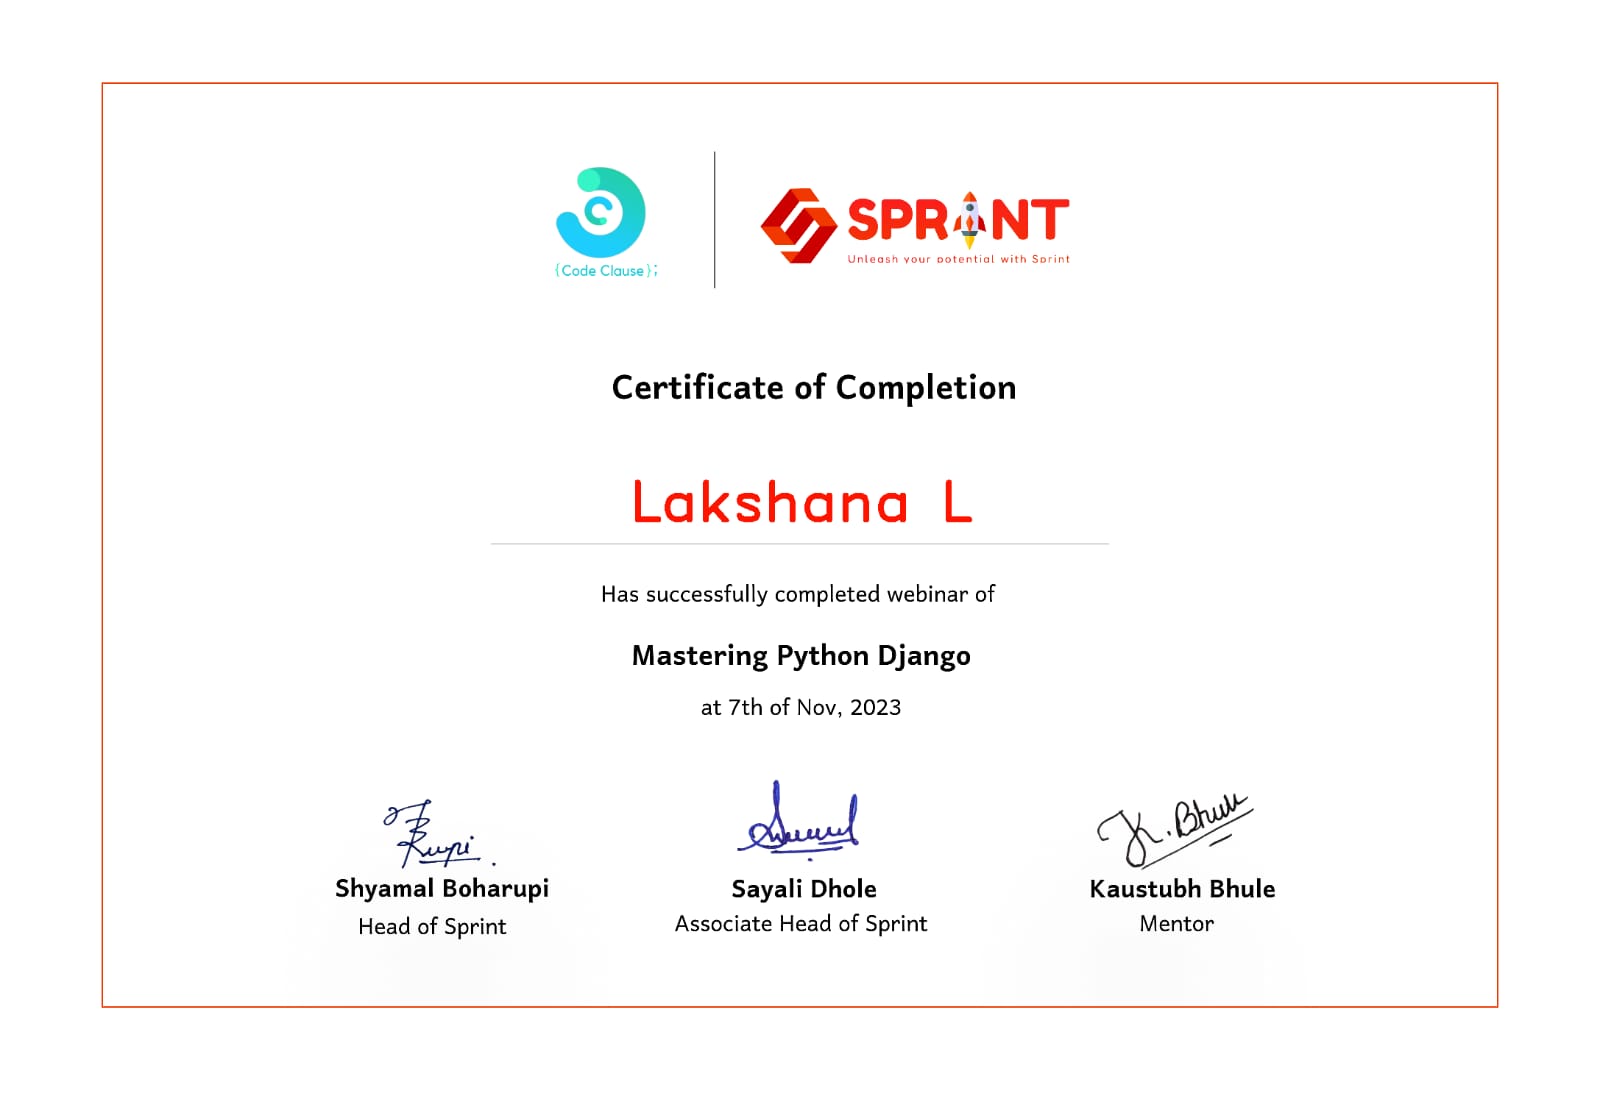 {Code Clause};
SPRINT
Unleash your potential with Sprint
Certificate of Completion
Lakshana L
Has successfully completed webinar of
Mastering Python Django
at 7th of Nov, 2023
K. Bhule
Shyamal Boharupi
Sayali Dhole
Kaustubh Bhule
Head of Sprint
Associate Head of Sprint
Mentor